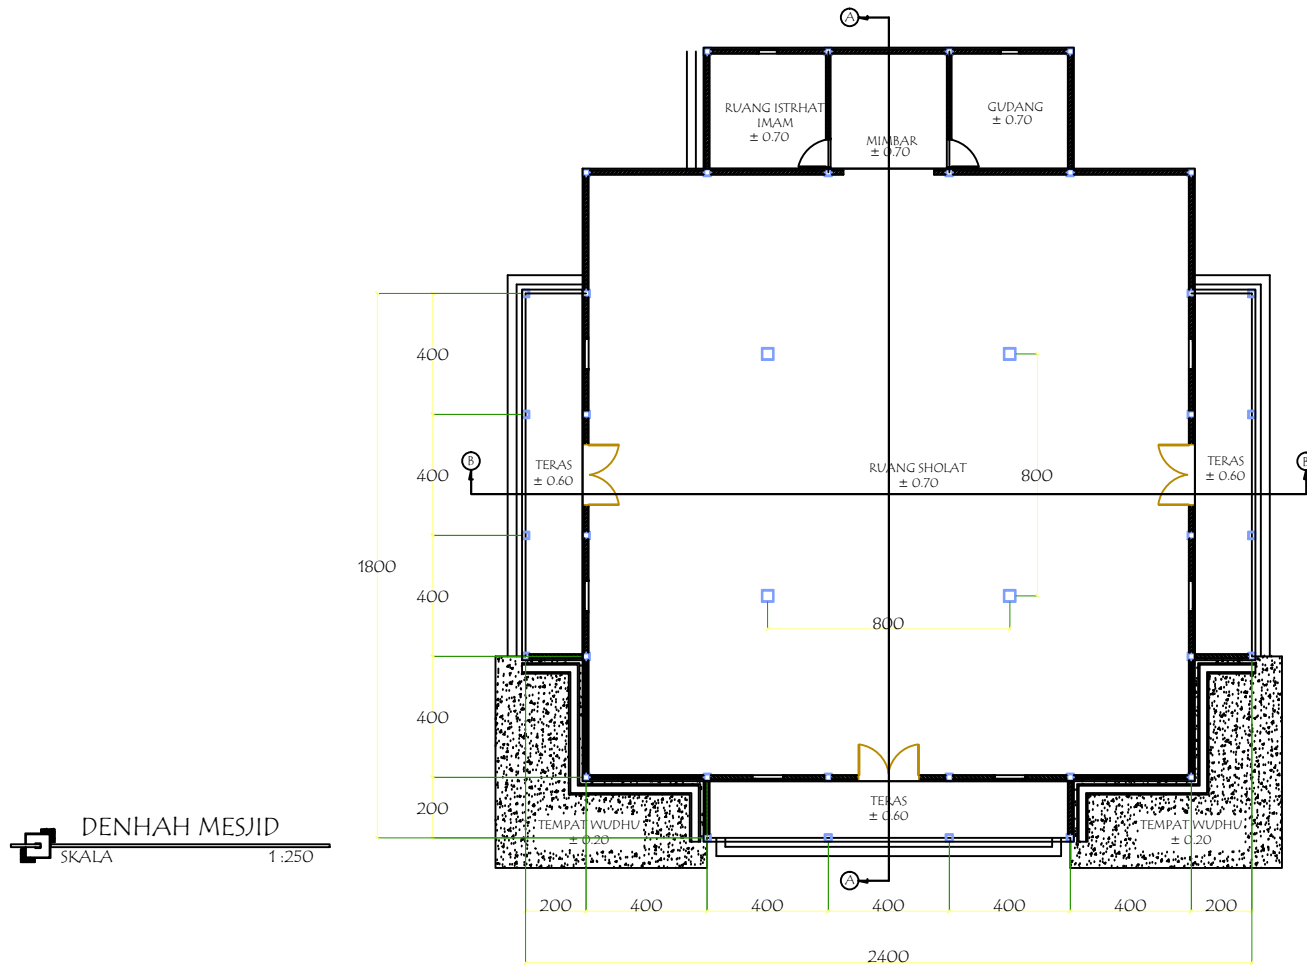 A
RUANG ISTRHAT
IMAM
± 0.70
MIMBAR
± 0.70
GUDANG
± 0.70
400
400
400
400
200
1800
B
TERAS
± 0.60
RUANG SHOLAT
± 0.70
800
800
TERAS
± 0.60
B
TERAS
± 0.60
TEMPAT WUDHU
± 0.20
TEMPAT WUDHU
± 0.20
A
200
400
400
400
400
400
200
2400
DENHAH MESJID
SKALA 1 :250